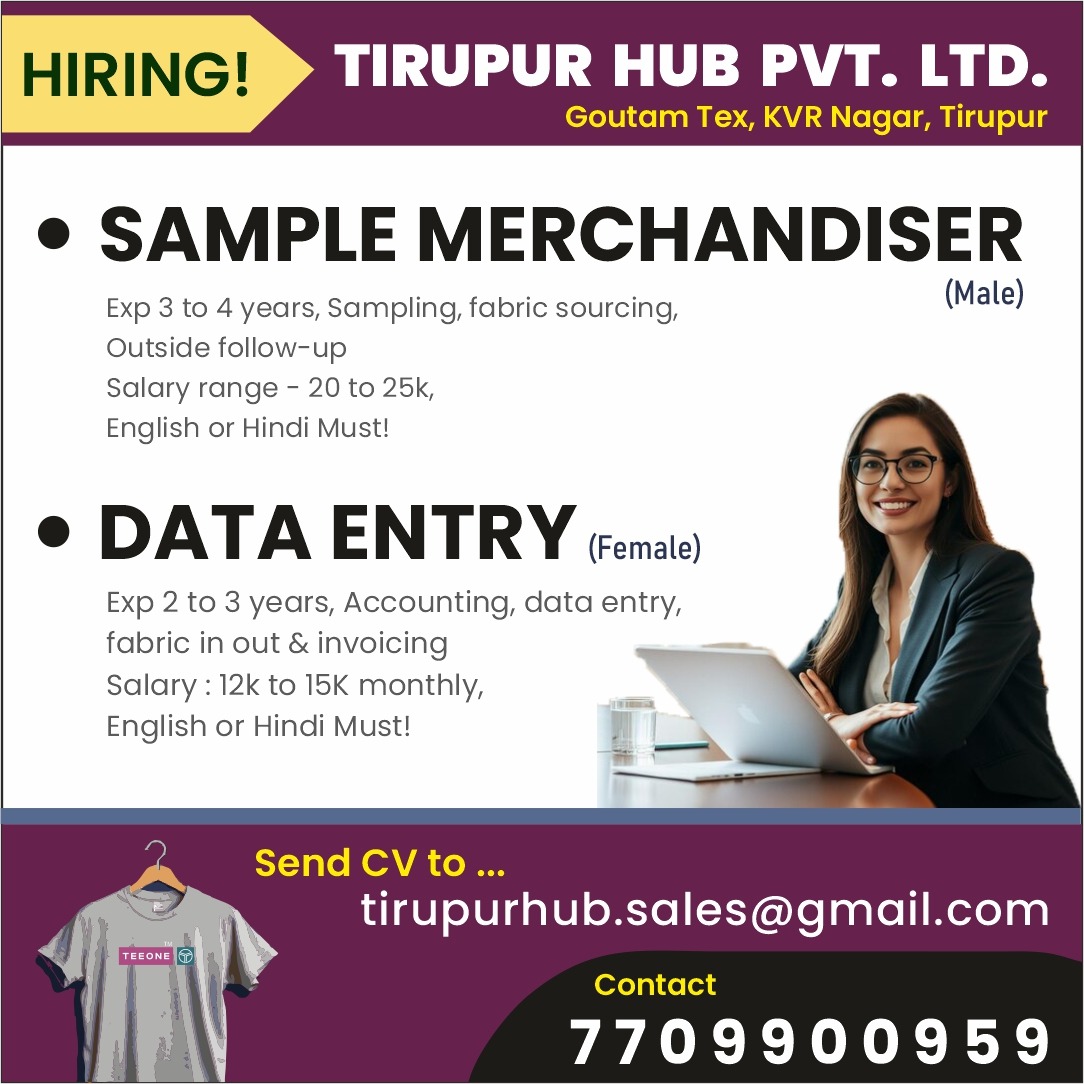 HIRING!
TIRUPUR HUB PVT. LTD.
Goutam Tex, KVR Nagar, Tirupur
• SAMPLE MERCHANDISER
(Male)
Exp 3 to 4 years, Sampling, fabric sourcing,
Outside follow-up
Salary range - 20 to 25k,
English or Hindi Must!
• DATA ENTRY (Female)
Exp 2 to 3 years, Accounting, data entry,
fabric in out & invoicing
Salary : 12k to 15K monthly,
English or Hindi Must!
Send CV to ...
tirupurhub.sales@gmail.com
TEEONE TM
Contact
7709900959